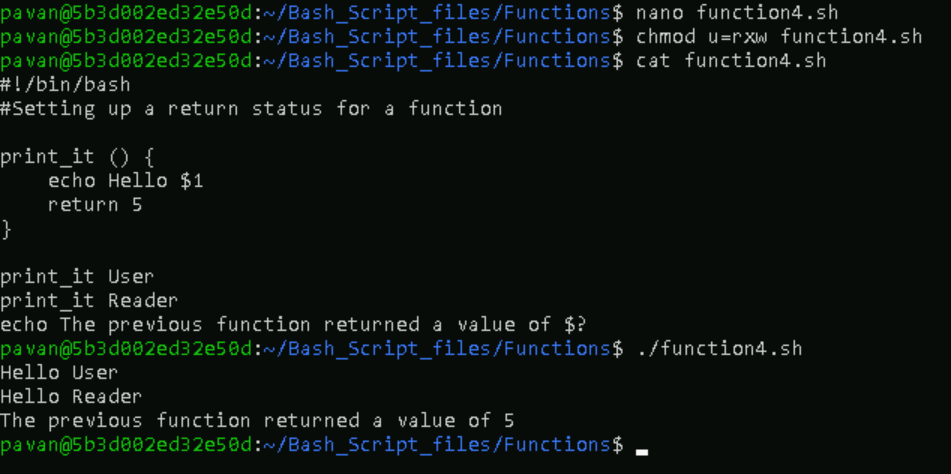 pavan@5b3d002ed32e50d:~/Bash_Script_files/Functions$ nano function4.sh
pavan@5b3d002ed32e50d:~/Bash_Script_files/Functions$ chmod u=rxw function4.sh
pavan@5b3d002ed32e50d:~/Bash_Script_files/Functions$ cat function4.sh
#!/bin/bash
#Setting up a return status for a function
print_it () {
    echo Hello $1
    return 5
}
print_it User
print_it Reader
echo The previous function returned a value of $?
pavan@5b3d002ed32e50d:~/Bash_Script_files/Functions$ ./function4.sh
Hello User
Hello Reader
The previous function returned a value of 5
pavan@5b3d002ed32e50d:~/Bash_Script_files/Functions$